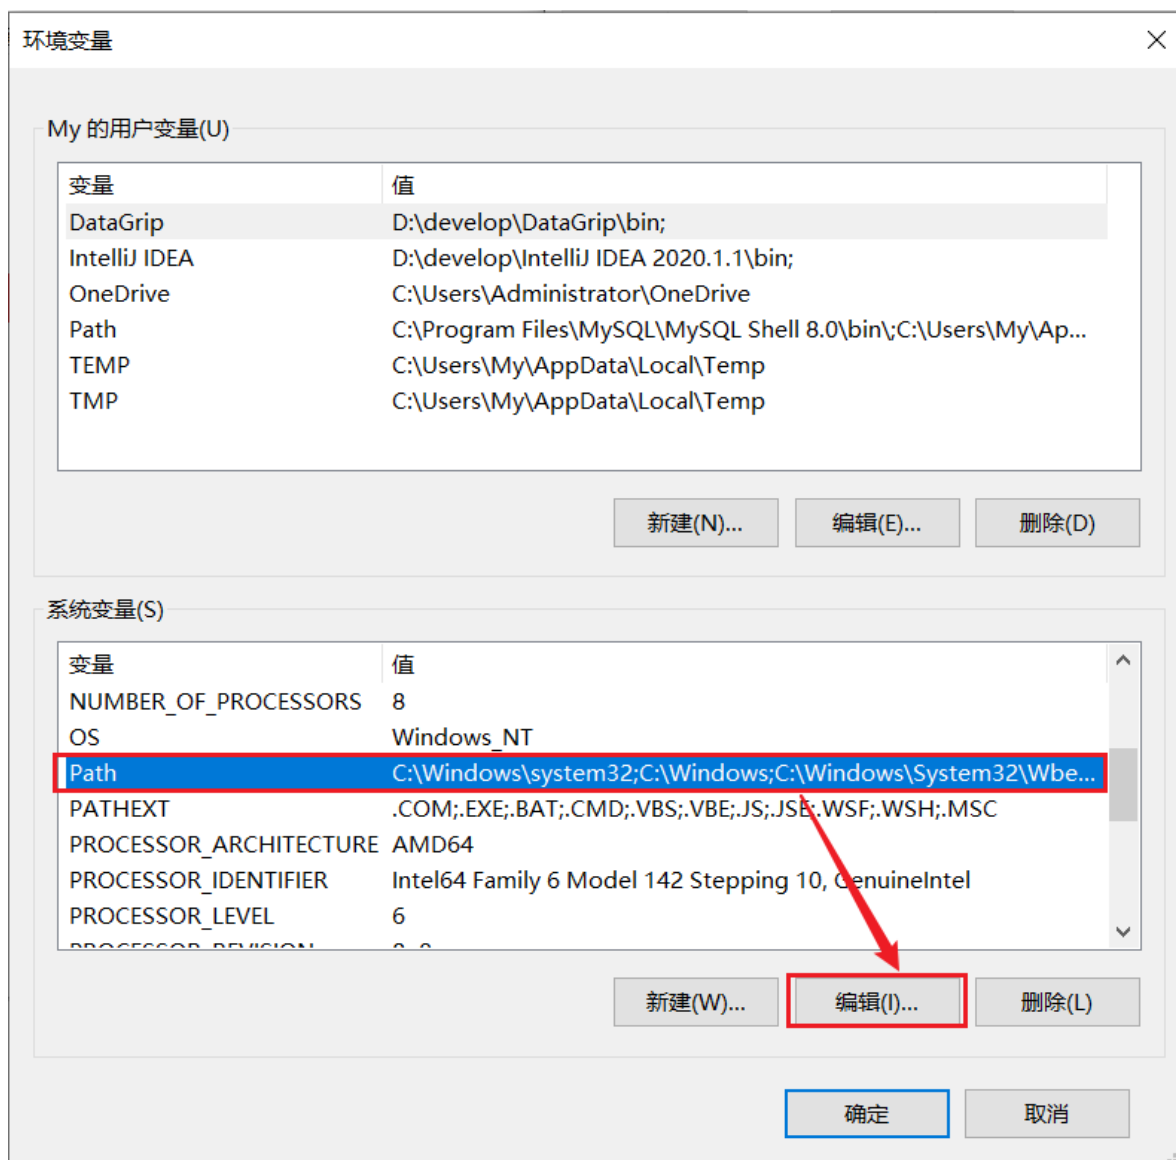 环境变量
My 的用户变量(U)
变量 值
DataGrip D:\develop\DataGrip\bin;
IntelliJ IDEA D:\develop\IntelliJ IDEA 2020.1.1\bin;
OneDrive C:\Users\Administrator\OneDrive
Path C:\Program Files\MySQL\MySQL Shell 8.0\bin\;C:\Users\My\Ap...
TEMP C:\Users\My\AppData\Local\Temp
TMP C:\Users\My\AppData\Local\Temp
新建(N)... 编辑(E)... 删除(D)
系统变量(S)
变量 值
NUMBER_OF_PROCESSORS 8
OS Windows_NT
Path C:\Windows\system32;C:\Windows;C:\Windows\System32\Wbe...
PATHEXT .COM;.EXE;.BAT;.CMD;.VBS;.VBE;.JS;.JSE;.WSF;.WSH;.MSC
PROCESSOR_ARCHITECTURE AMD64
PROCESSOR_IDENTIFIER Intel64 Family 6 Model 142 Stepping 10, GenuineIntel
PROCESSOR_LEVEL 6
PROCESSOR_REVISION
新建(W)... 编辑(I)... 删除(L)
确定 取消